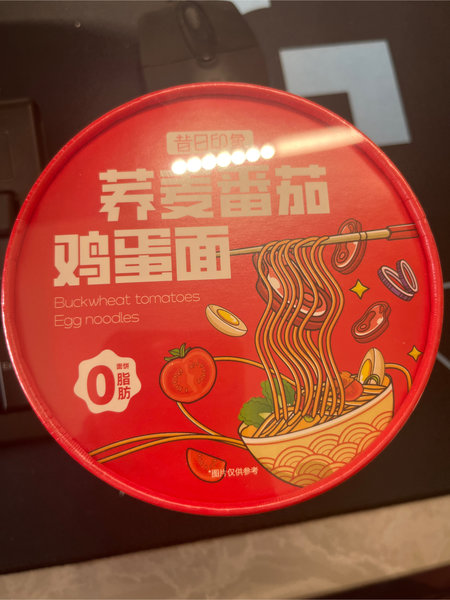 昔日印象
荞麦番茄
鸡蛋面
Buckwheat tomatoes
Egg noodles
0
面饼
脂肪
*图片仅供参考